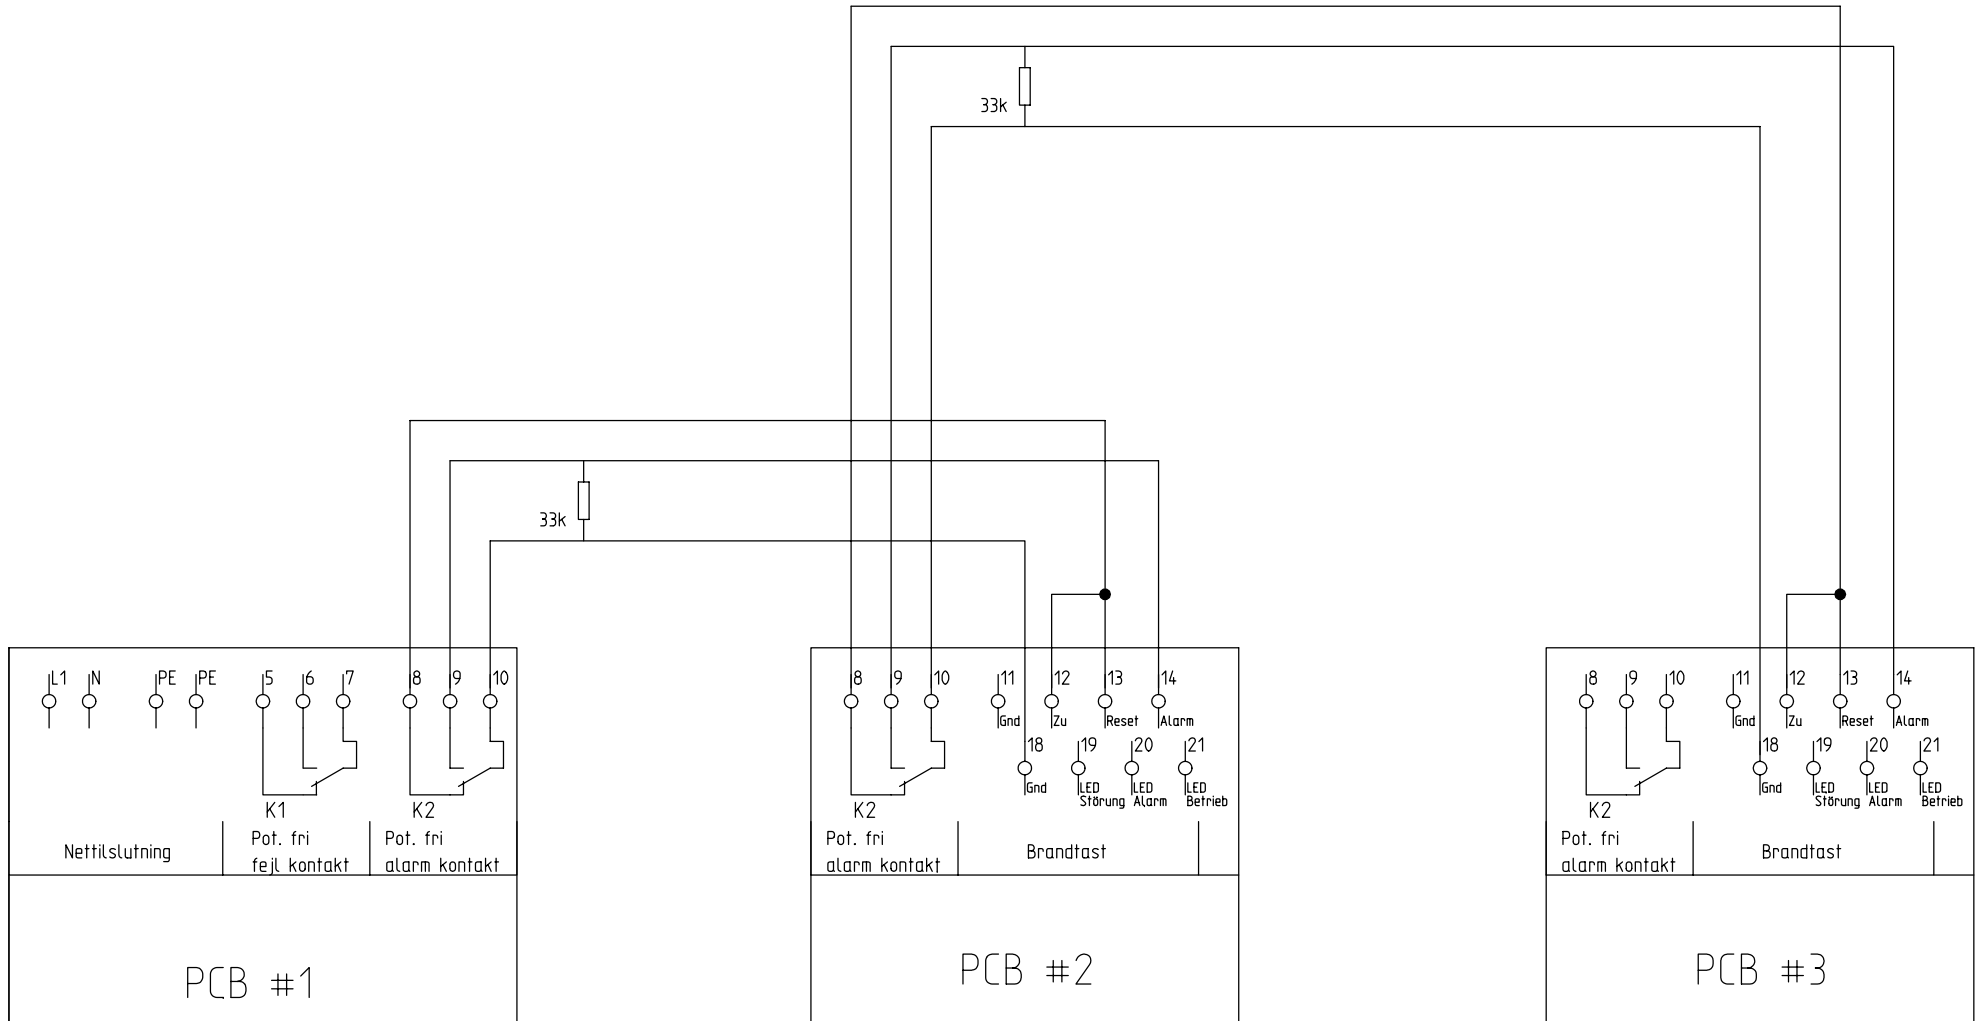 33k
33k
L1 N PE PE 5 6 7 8 9 10
8 9 10 11 12 13 14
8 9 10 11 12 13 14
Gnd Zu Reset Alarm
Gnd Zu Reset Alarm
18 19 20 21
18 19 20 21
Gnd LED LED LED
Störung Alarm Betrieb
Gnd LED LED LED
Störung Alarm Betrieb
K1 K2
K2
K2
Nettilslutning
Pot. fri
fejl kontakt
Pot. fri
alarm kontakt
Pot. fri
alarm kontakt
Brandtast
Pot. fri
alarm kontakt
Brandtast
PCB #1
PCB #2
PCB #3